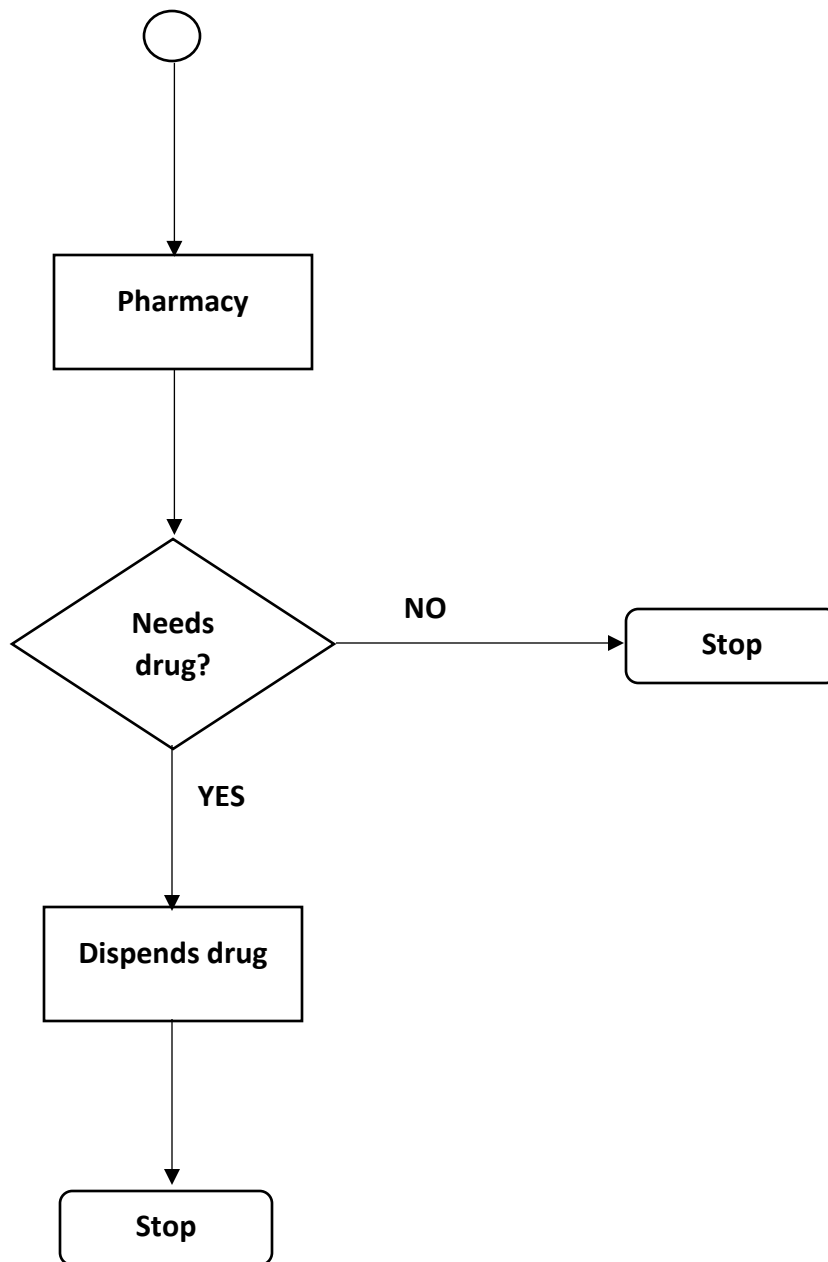 Pharmacy
Needs
drug?
NO
Stop
YES
Dispends drug
Stop